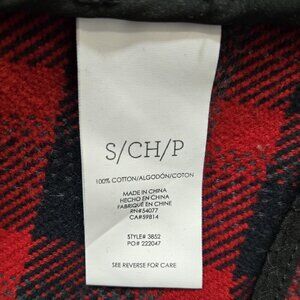 S/CH/P
100% COTTON/ALGODÓN/COTON
MADE IN CHINA
HECHO EN CHINA
FABRIQUÉ EN CHINE
RN#54077
CA#59814
STYLE# 3852
PO# 222047
SEE REVERSE FOR CARE